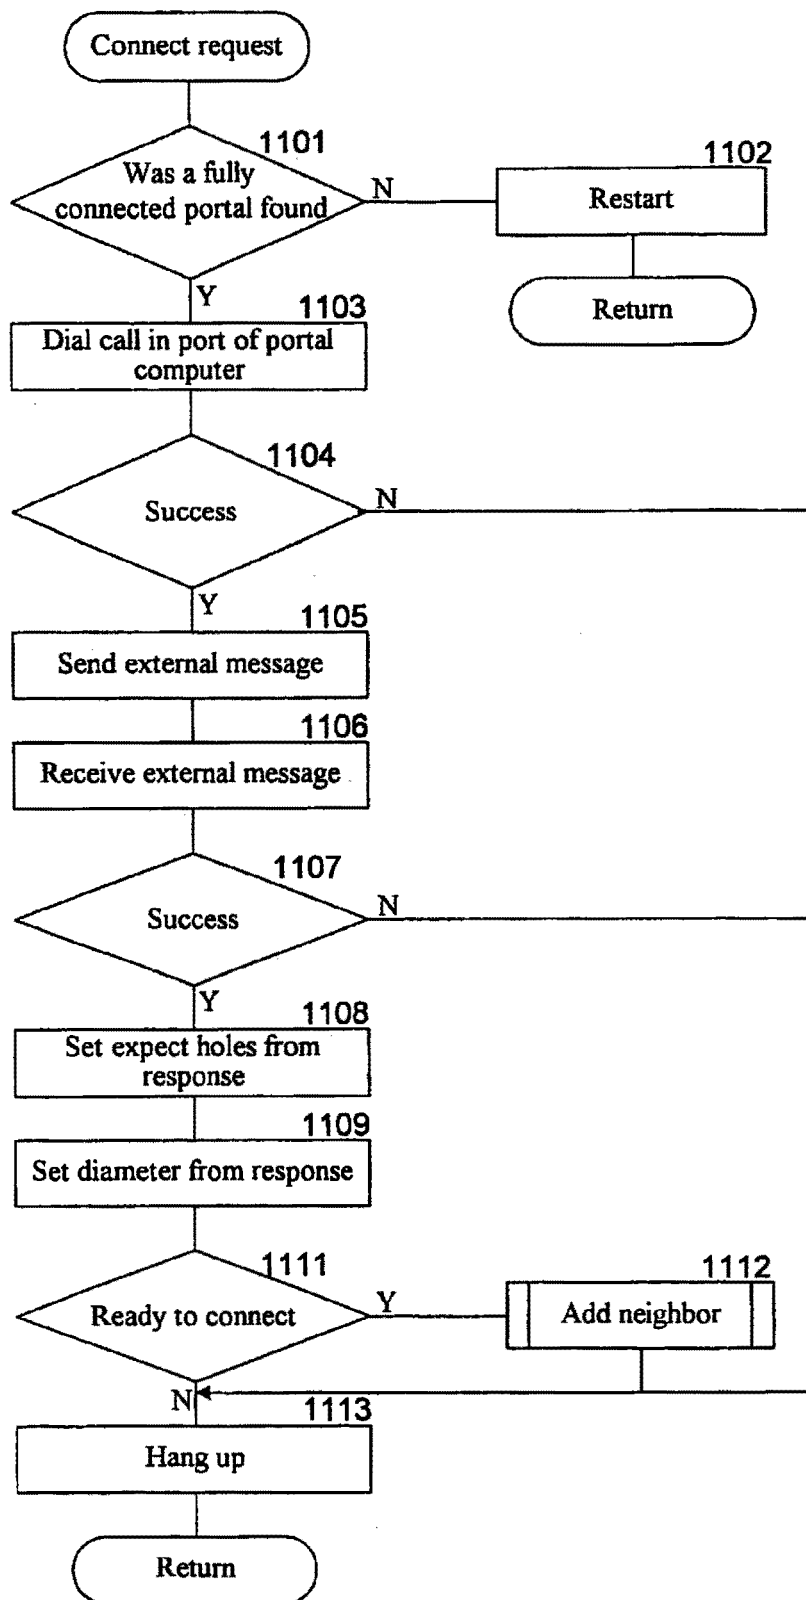 Connect request
1101
Was a fully
connected portal found
N
1102
Restart
Return
Y
1103
Dial call in port of portal
computer
1104
Success
N
Y
1105
Send external message
1106
Receive external message
1107
Success
N
Y
1108
Set expect holes from
response
1109
Set diameter from response
1111
Ready to connect
Y
1112
Add neighbor
N
1113
Hang up
Return